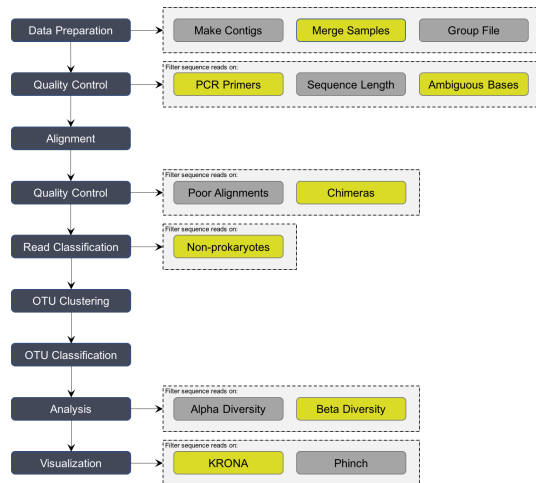 Data Preparation
Make Contigs
Merge Samples
Group File
Filter sequence reads on:
Quality Control
PCR Primers
Sequence Length
Ambiguous Bases
Alignment
Filter sequence reads on:
Quality Control
Poor Alignments
Chimeras
Filter sequence reads on:
Read Classification
Non-prokaryotes
OTU Clustering
OTU Classification
Filter sequence reads on:
Analysis
Alpha Diversity
Beta Diversity
Filter sequence reads on:
Visualization
KRONA
Phinch